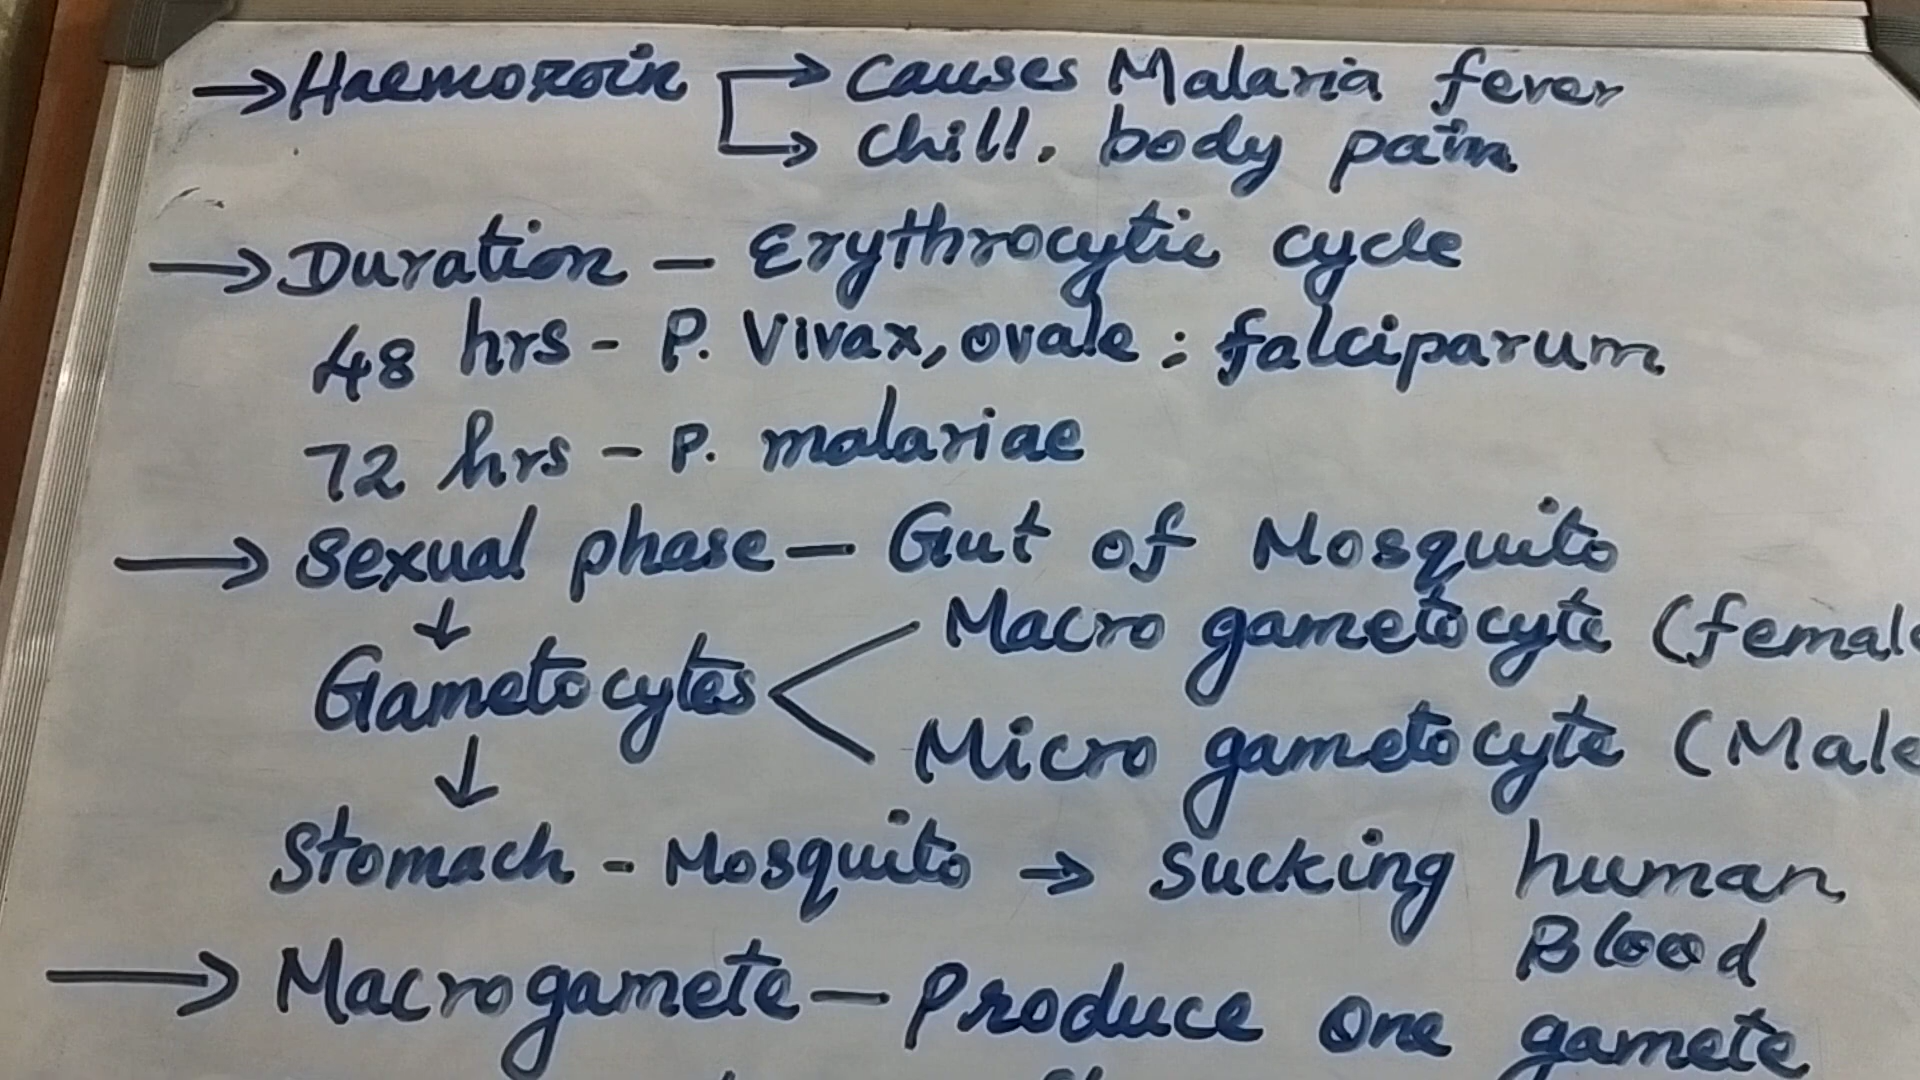 → Haemozoin → causes Malaria fever
→ chill. body pain
→ Duration – Erythrocytic cycle
48 hrs - P. Vivax, ovale ; falciparum
72 hrs - P. malariae
→ Sexual phase – Gut of Mosquito
↓
Macro gametocyte (female
Gametocytes
Micro gametocyte (Male
↓
Stomach - Mosquito → Sucking human
Blood
→ Macrogamete – Produce one gamete